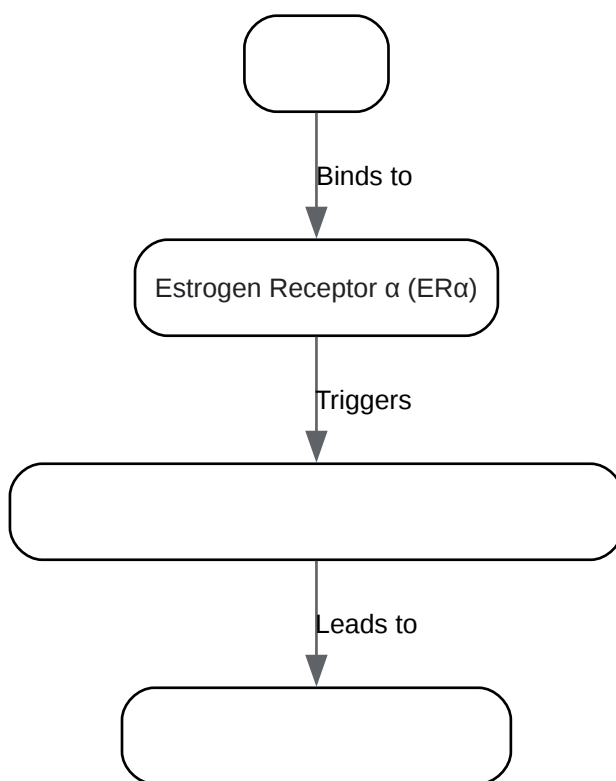 Binds to
Estrogen Receptor α (ERα)
Triggers
Leads to